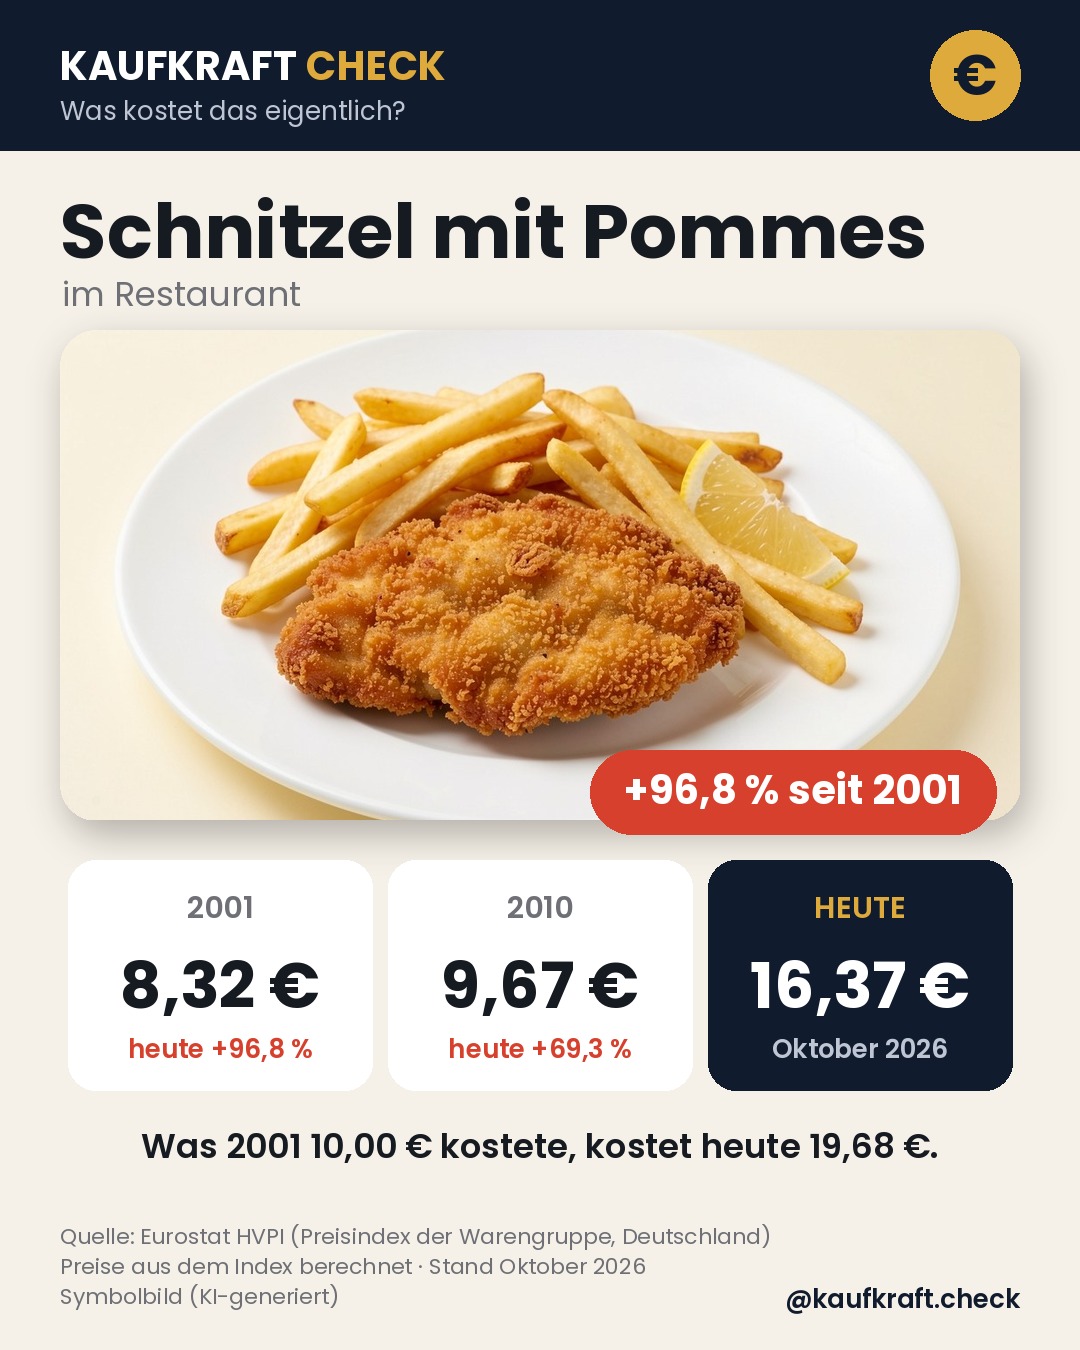 KAUFKRAFT CHECK
Was kostet das eigentlich?
€
Schnitzel mit Pommes
im Restaurant
+96,8 % seit 2001
2001
8,32 €
heute +96,8 %
2010
9,67 €
heute +69,3 %
HEUTE
16,37 €
Oktober 2026
Was 2001 10,00 € kostete, kostet heute 19,68 €.
Quelle: Eurostat HVPI (Preisindex der Warengruppe, Deutschland)
Preise aus dem Index berechnet · Stand Oktober 2026
Symbolbild (KI-generiert)
@kaufkraft.check